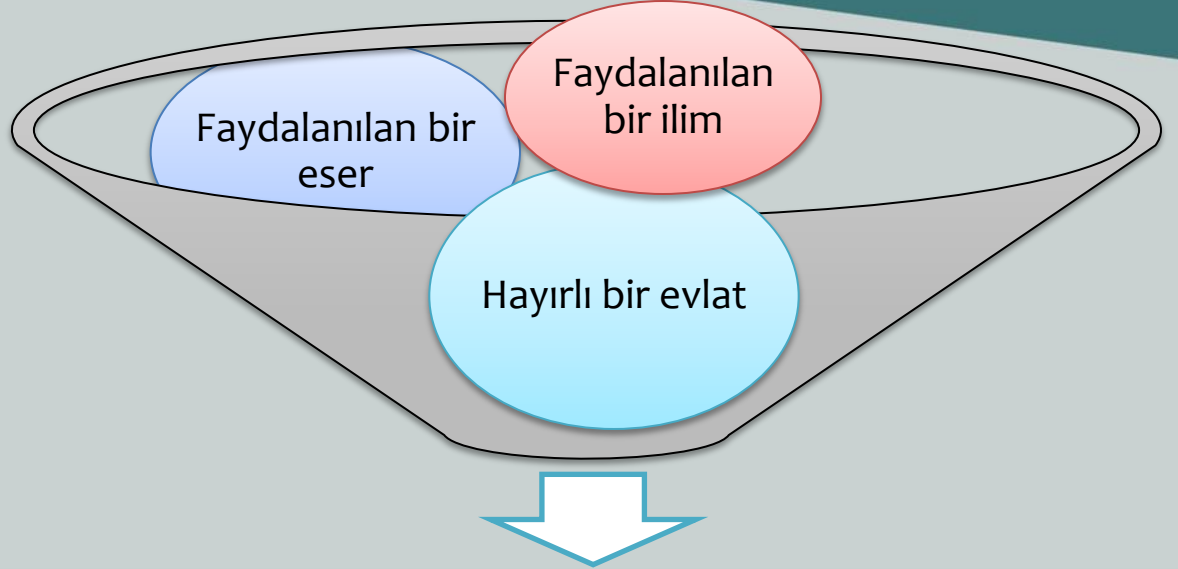 Faydalanılan bir
eser
Faydalanılan
bir ilim
Hayırlı bir evlat